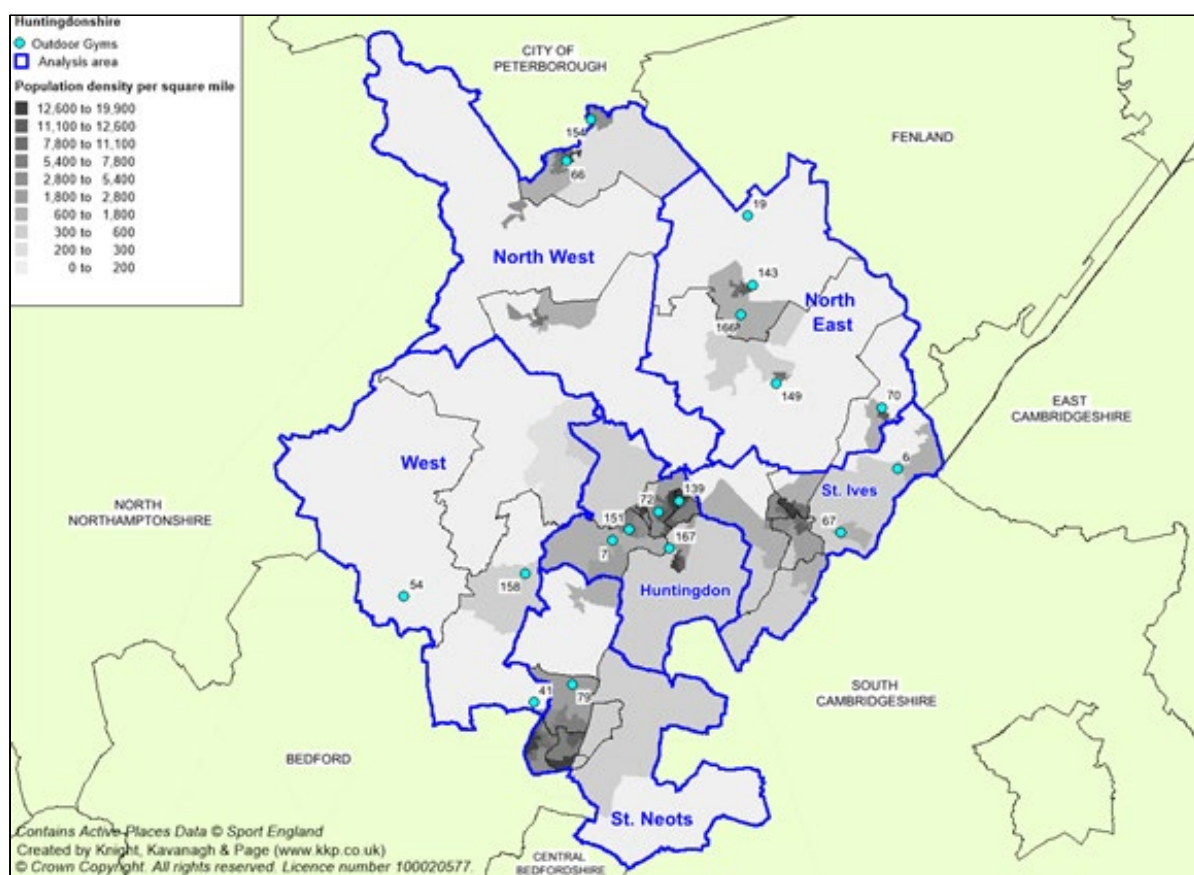 Huntingdonshire
Outdoor Gyms
Analysis area
Population density per square mile
12,600 to 19,900
11,100 to 12,600
7,800 to 11,100
5,400 to 7,800
2,800 to 5,400
1,800 to 2,800
600 to 1,800
300 to 600
200 to 300
0 to 200
CITY OF
PETERBOROUGH
FENLAND
154
66
19
North West
143
North
East
166
149
70
EAST
CAMBRIDGESHIRE
West
6
St. Ives
NORTH
NORTHAMPTONSHIRE
72
139
151
67
7
167
54
158
Huntingdon
41
79
SOUTH
CAMBRIDGESHIRE
BEDFORD
St. Neots
Contains Active Places Data © Sport England
Created by Knight, Kavanagh & Page (www.kkp.co.uk)
© Crown Copyright. All rights reserved. Licence number 100020577.
CENTRAL
BEDFORDSHIRE